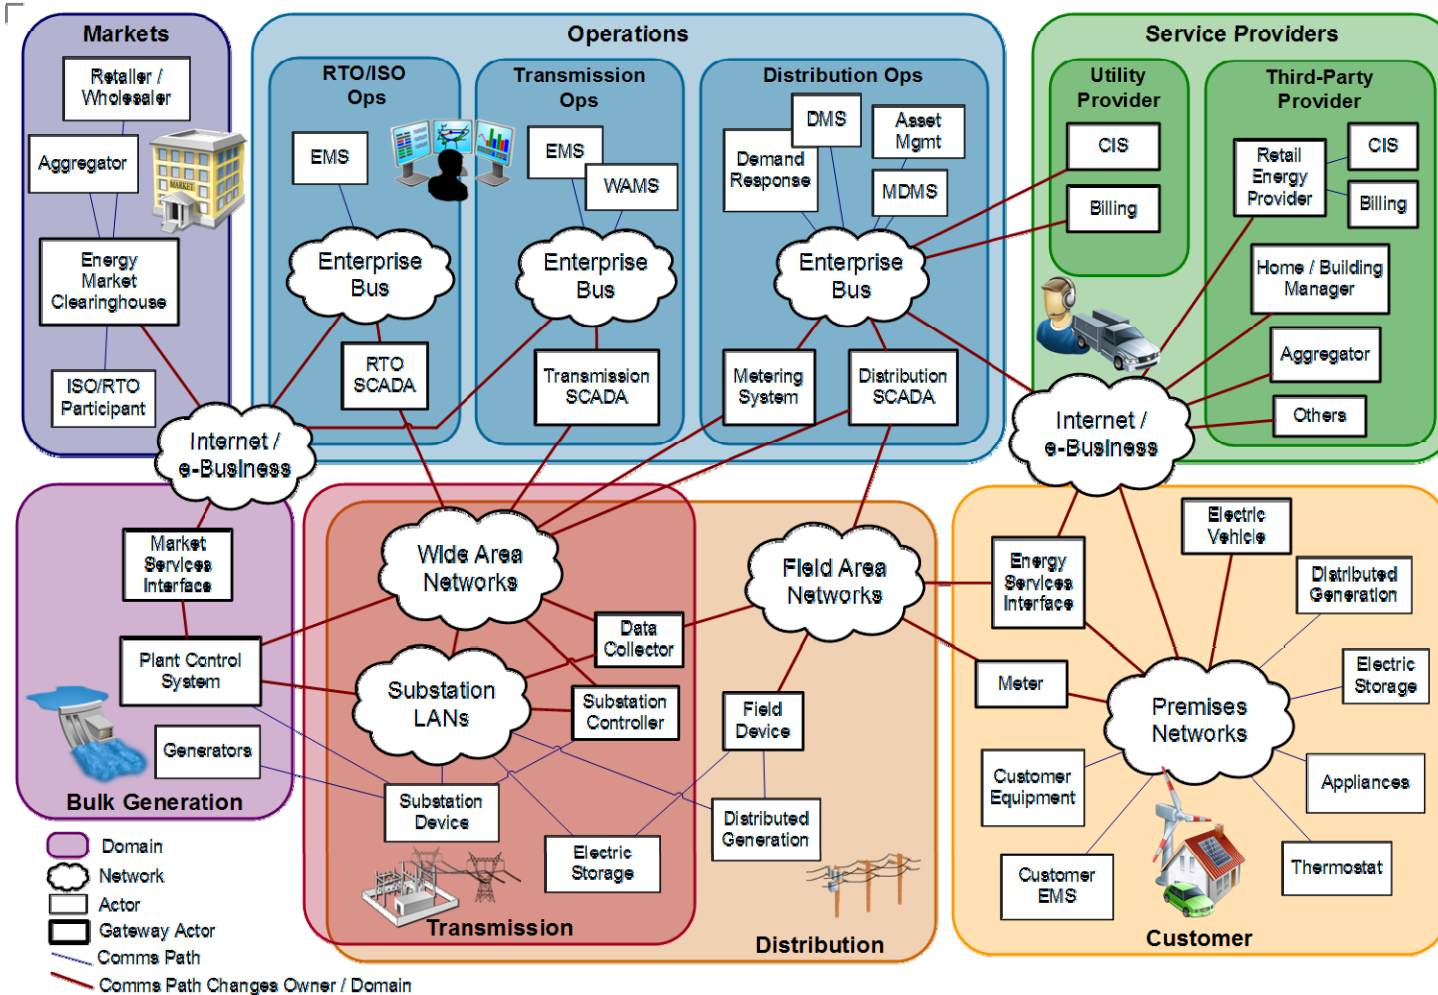 Markets
Retailer /
Wholesaler
Aggregator
MARKET
Energy
Market
Clearinghouse
ISO/RTO
Participant
Operations
RTO/ISO
Ops
EMS
Enterprise
Bus
RTO
SCADA
Transmission
Ops
EMS
WAMS
Enterprise
Bus
Transmission
SCADA
Distribution Ops
DMS
Asset
Mgmt
Demand
Response
MDMS
Enterprise
Bus
Metering
System
Distribution
SCADA
Service Providers
Utility
Provider
CIS
Billing
Third-Party
Provider
Retail
Energy
Provider
CIS
Billing
Home / Building
Manager
Aggregator
Others
Internet /
e-Business
Internet /
e-Business
Market
Services
Interface
Plant Control
System
Generators
Bulk Generation
Wide Area
Networks
Substation
LANs
Data
Collector
Substation
Controller
Substation
Device
Electric
Storage
Transmission
Field Area
Networks
Field
Device
Distributed
Generation
Distribution
Energy
Services
Interface
Meter
Electric
Vehicle
Distributed
Generation
Electric
Storage
Premises
Networks
Customer
Equipment
Appliances
Customer
EMS
Thermostat
Customer
Domain
Network
Actor
Gateway Actor
Comms Path
Comms Path Changes Owner / Domain